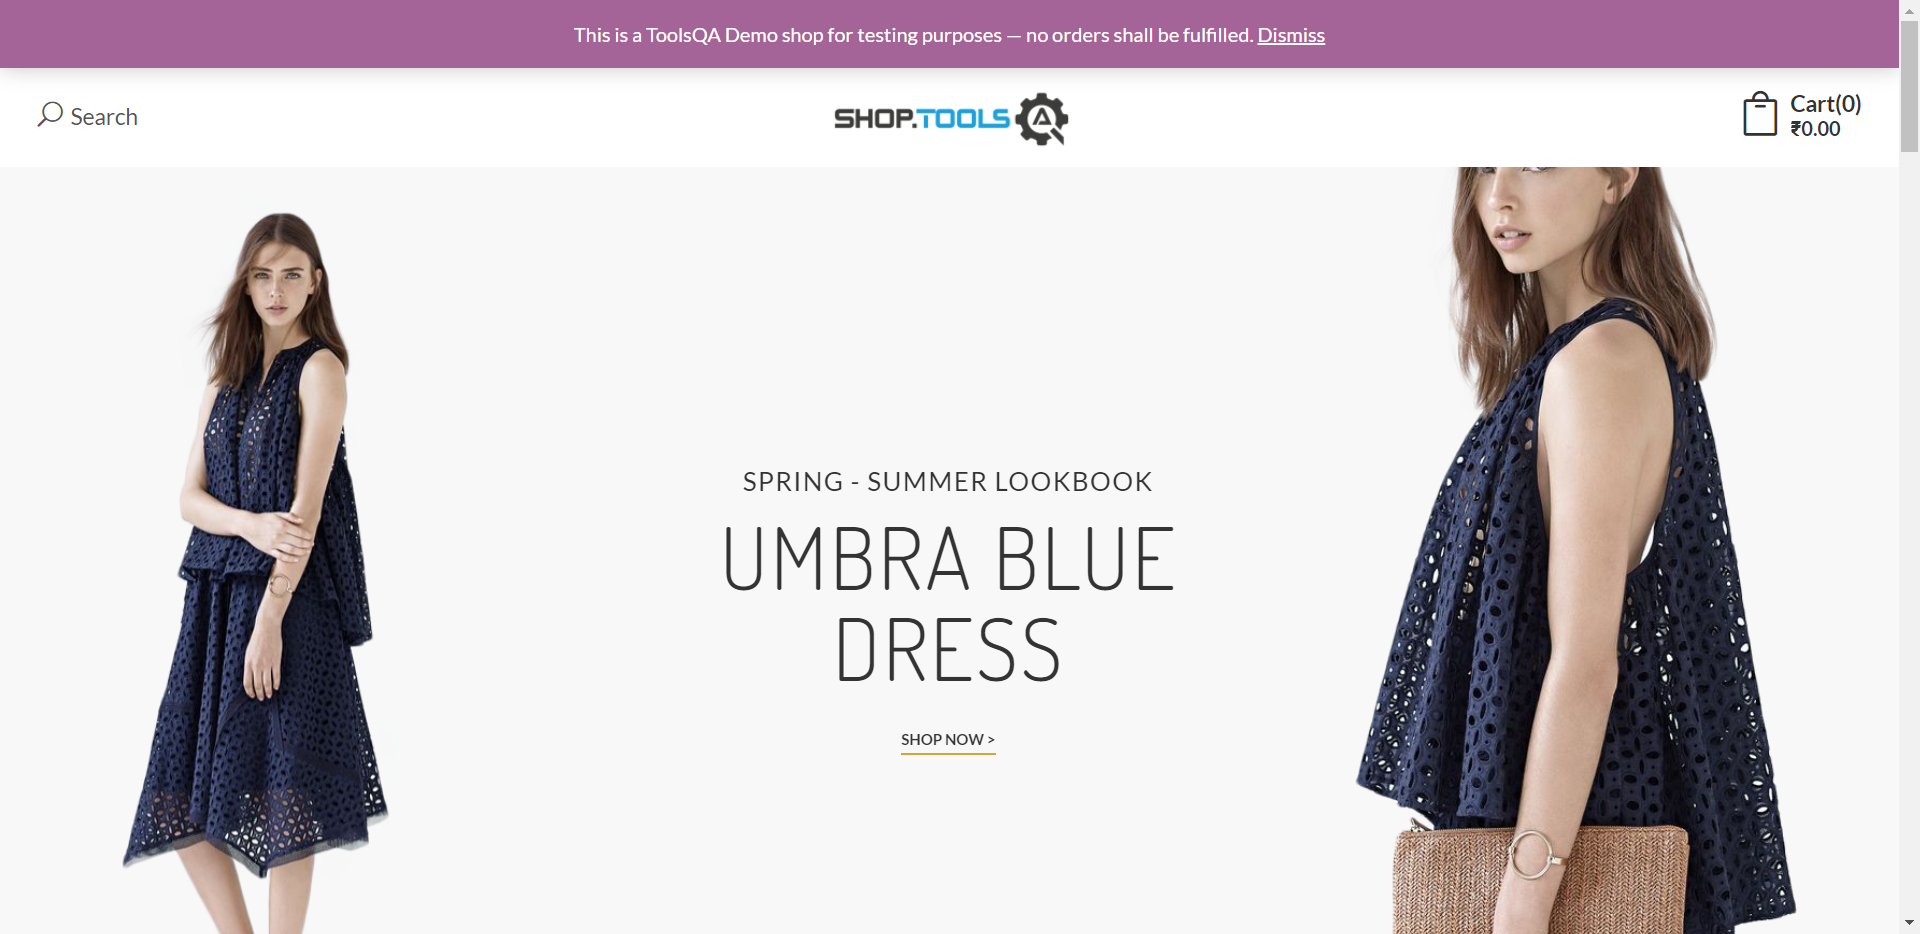 This is a ToolsQA Demo shop for testing purposes — no orders shall be fulfilled. Dismiss
Search
SHOP.TOOLS
Cart(0)
₹0.00
SPRING - SUMMER LOOKBOOK
UMBRA BLUE
DRESS
SHOP NOW >